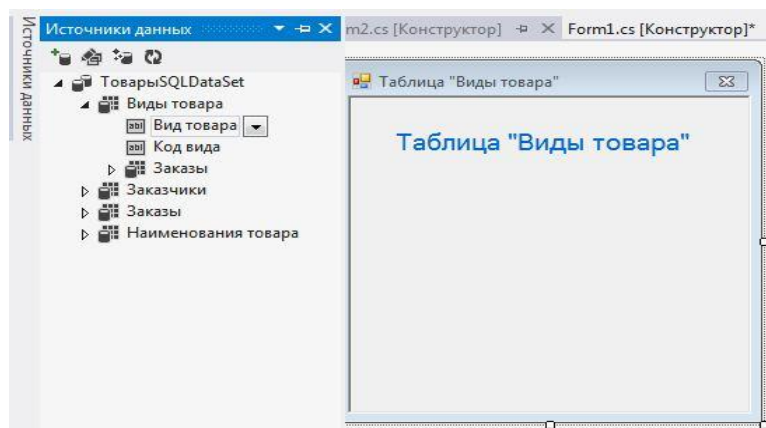 Источники данных
Источники данных
ТоварыSQLDataSet
Виды товара
Вид товара
Код вида
Заказы
Заказчики
Заказы
Наименования товара
m2.cs [Конструктор]
Form1.cs [Конструктор]*
Таблица "Виды товара"
Таблица "Виды товара"